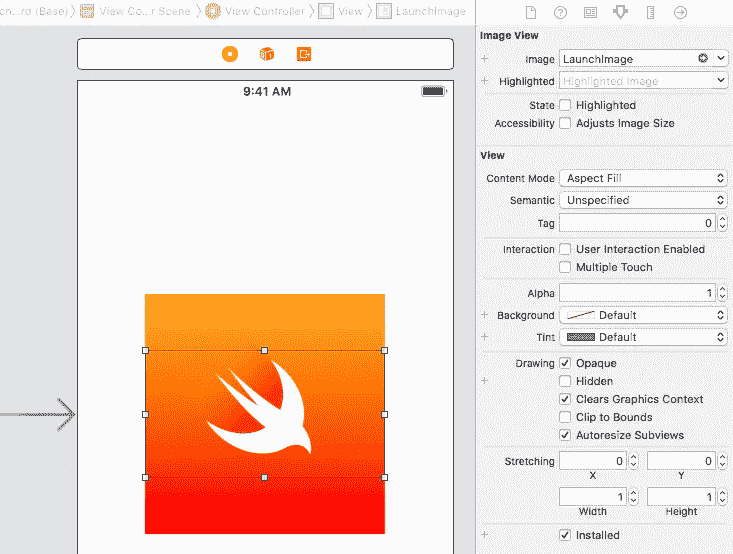 ch...rd (Base) View Co...r Scene View Controller View LaunchImage
Image View
Image LaunchImage
Highlighted Highlighted Image
State Highlighted
Accessibility Adjusts Image Size
9:41 AM
View
Content Mode Aspect Fill
Semantic Unspecified
Tag 0
Interaction User Interaction Enabled
Multiple Touch
Alpha 1
Background Default
Tint Default
Drawing Opaque
Hidden
Clears Graphics Context
Clip to Bounds
Autoresize Subviews
Stretching 0 0
X Y
1 1
Width Height
Installed